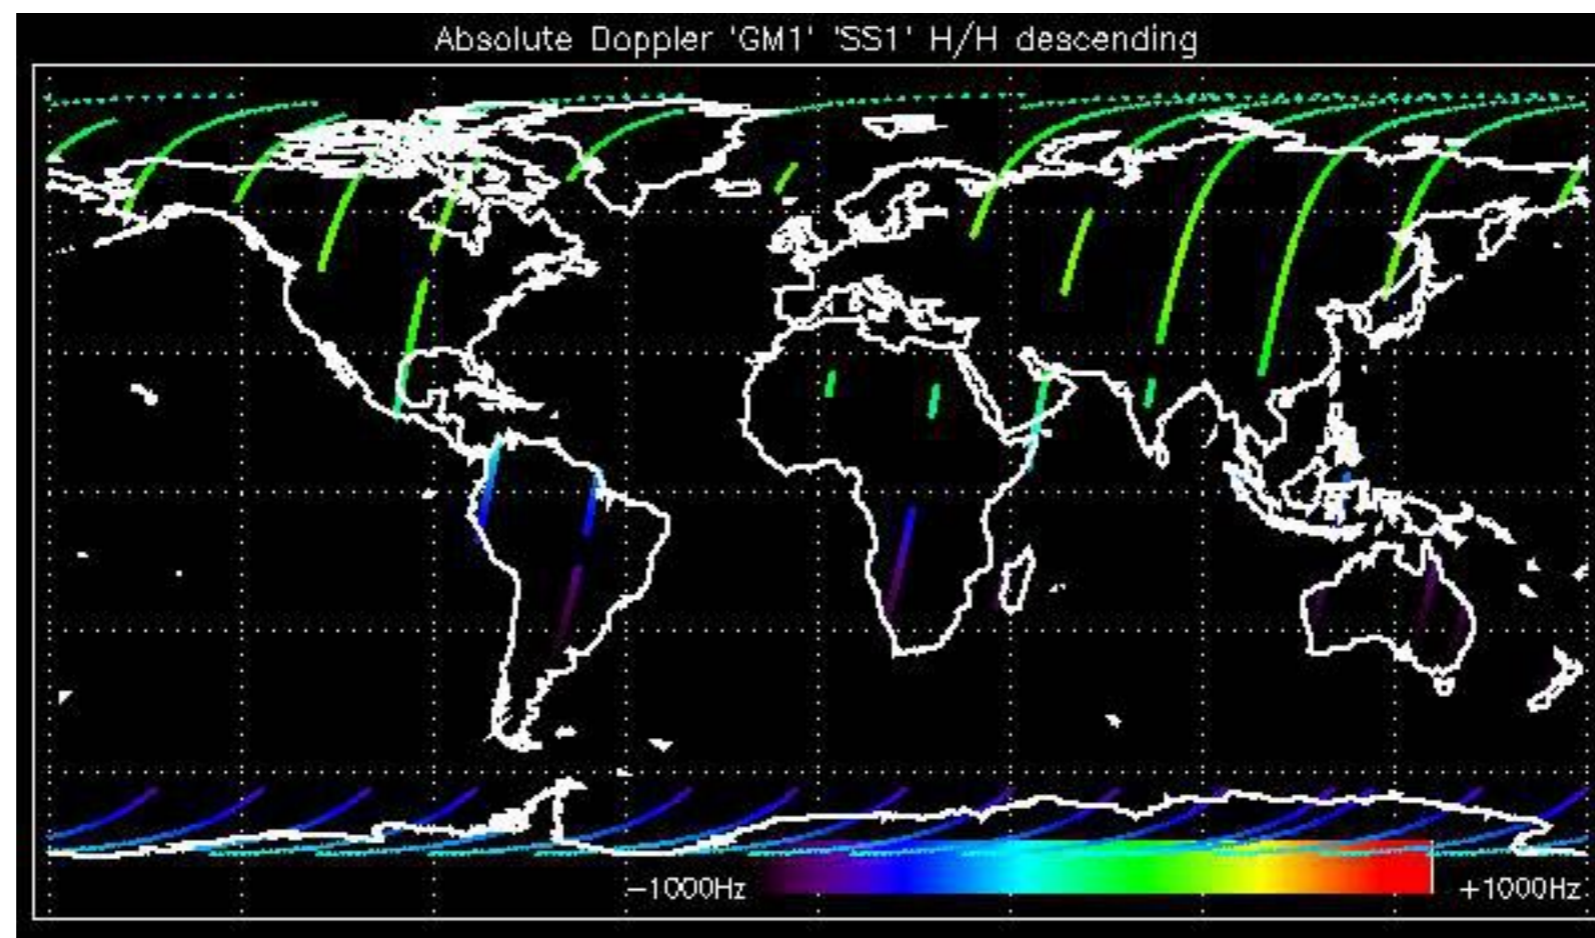 Absolute Doppler 'GM1' 'SS1' H/H descending
−1000Hz
+1000Hz